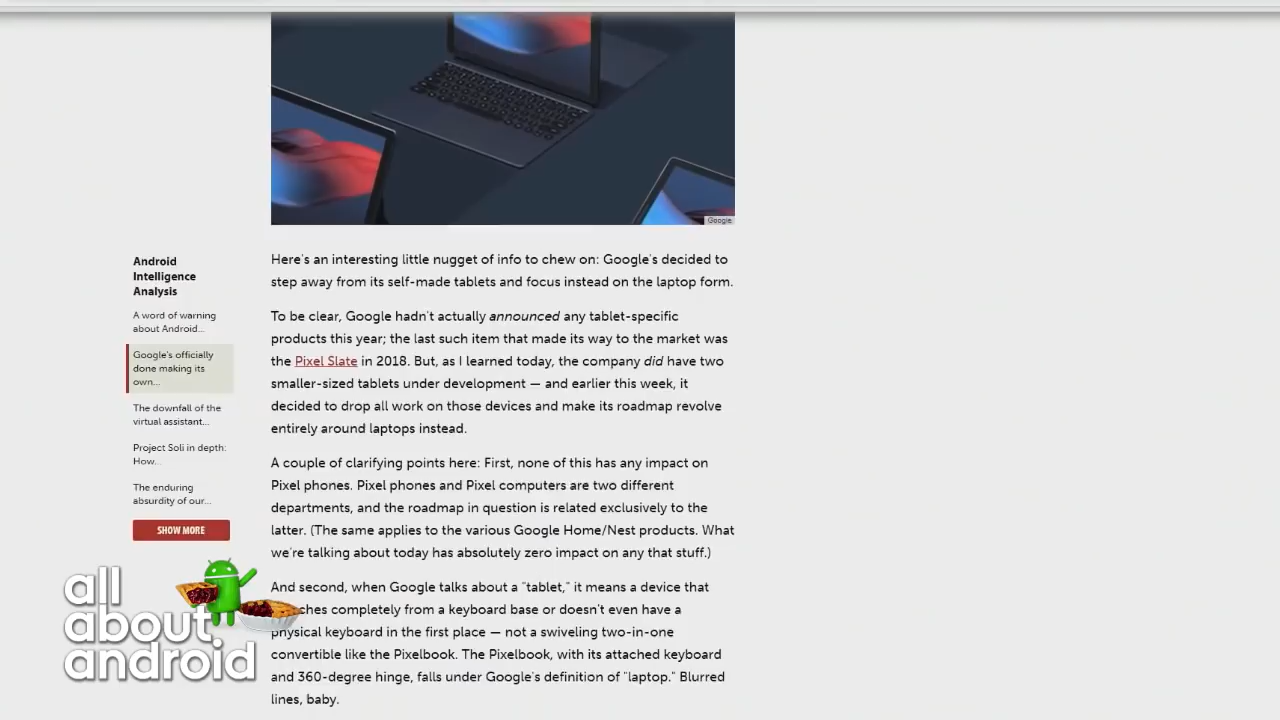 Google
Android
Intelligence
Analysis
A word of warning
about Android...
Google's officially
done making its
own...
The downfall of the
virtual assistant...
Project Soli in depth:
How...
The enduring
absurdity of our...
SHOW MORE
Here's an interesting little nugget of info to chew on: Google's decided to
step away from its self-made tablets and focus instead on the laptop form.
To be clear, Google hadn't actually announced any tablet-specific
products this year; the last such item that made its way to the market was
the Pixel Slate in 2018. But, as I learned today, the company did have two
smaller-sized tablets under development — and earlier this week, it
decided to drop all work on those devices and make its roadmap revolve
entirely around laptops instead.
A couple of clarifying points here: First, none of this has any impact on
Pixel phones. Pixel phones and Pixel computers are two different
departments, and the roadmap in question is related exclusively to the
latter. (The same applies to the various Google Home/Nest products. What
we're talking about today has absolutely zero impact on any that stuff.)
And second, when Google talks about a "tablet," it means a device that
ches completely from a keyboard base or doesn't even have a
physical keyboard in the first place — not a swiveling two-in-one
convertible like the Pixelbook. The Pixelbook, with its attached keyboard
and 360-degree hinge, falls under Google's definition of "laptop." Blurred
lines, baby.
all
about
android